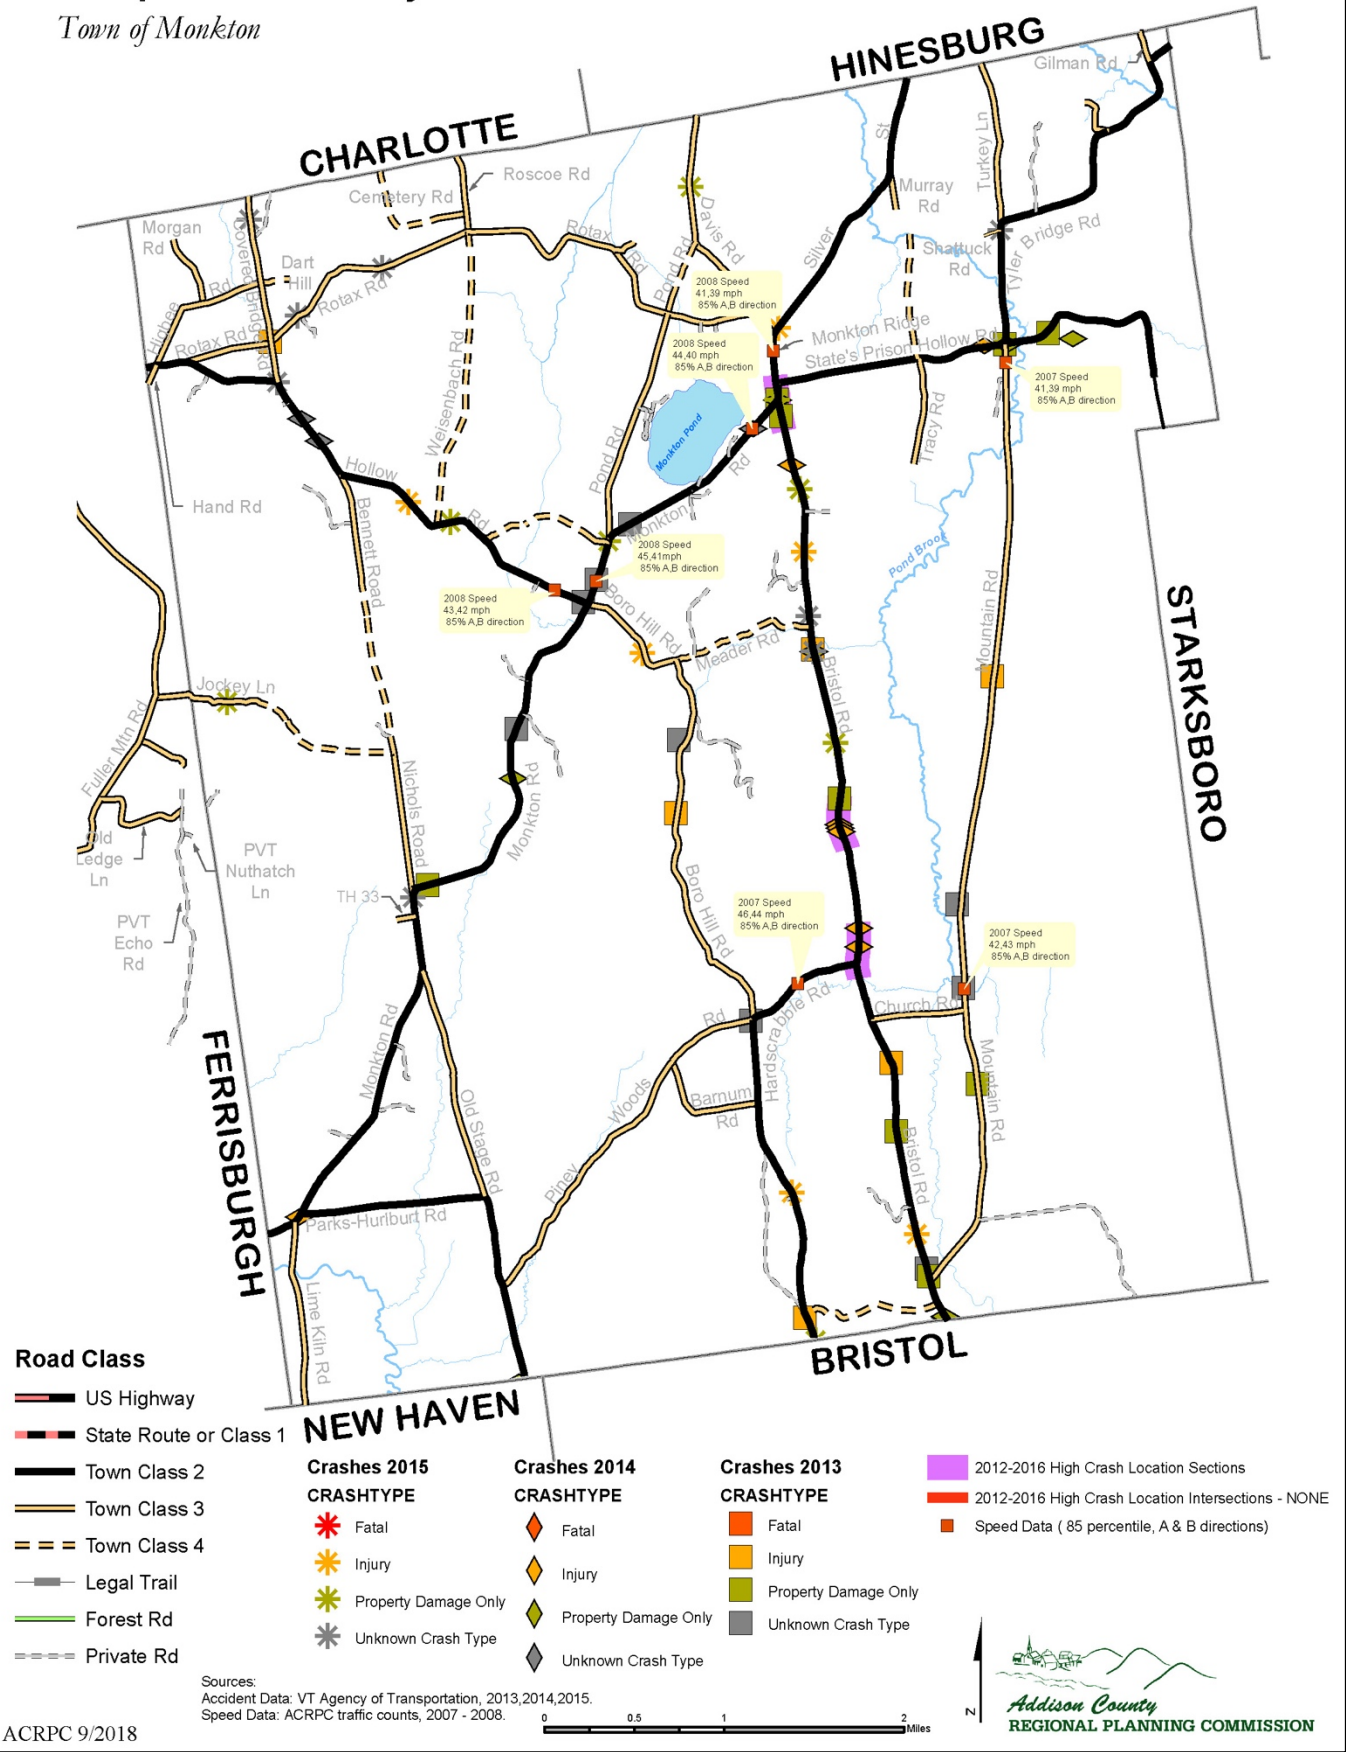 Town of Monkton
HINESBURG
Gilman Rd
CHARLOTTE
Roscoe Rd
Cemetery Rd
Morgan
Rd
Covered Bridge Rd
Dart
Hill
Rd
Rotax Rd
Higbee
Rotax Rd
Rotax
Rd
Davis Rd
Pond Rd
St
Silver
Murray
Rd
Turkey Ln
Shattuck
Rd
Tyler Bridge Rd
2008 Speed
41,39 mph
85% A,B direction
Monkton Ridge
State's Prison Hollow Rd
2008 Speed
44,40 mph
85% A,B direction
2007 Speed
41,39 mph
85% A,B direction
Weisenbach Rd
Monkton Pond
Tracy Rd
Hollow
Rd
Hand Rd
Bennett Road
Pond Rd
Monkton
Rd
Pond Brook
2008 Speed
45,41mph
85% A,B direction
2008 Speed
43,42 mph
85% A,B direction
Boro Hill Rd
Meader Rd
Mountain Rd
STARKSBORO
Bristol Rd
Jockey Ln
Fuller Mtn Rd
Nichols Road
Monkton Rd
Old
Ledge
Ln
PVT
Nuthatch
Ln
TH 33
PVT
Echo
Rd
Boro Hill Rd
2007 Speed
46,44 mph
85% A,B direction
2007 Speed
42,43 mph
85% A,B direction
Hardscrabble Rd
Church Rd
FERRISBURGH
Monkton Rd
Old Stage Rd
Piney
Woods
Rd
Barnum
Rd
Mountain Rd
Bristol Rd
Parks-Hurlburt Rd
Lime Kiln Rd
BRISTOL
NEW HAVEN
Road Class
US Highway
State Route or Class 1
Town Class 2
Town Class 3
Town Class 4
Legal Trail
Forest Rd
Private Rd
Crashes 2015
CRASHTYPE
Fatal
Injury
Property Damage Only
Unknown Crash Type
Crashes 2014
CRASHTYPE
Fatal
Injury
Property Damage Only
Unknown Crash Type
Crashes 2013
CRASHTYPE
Fatal
Injury
Property Damage Only
Unknown Crash Type
2012-2016 High Crash Location Sections
2012-2016 High Crash Location Intersections - NONE
Speed Data ( 85 percentile, A & B directions)
Sources:
Accident Data: VT Agency of Transportation, 2013,2014,2015.
Speed Data: ACRPC traffic counts, 2007 - 2008.
0 0.5 1 2
Miles
N
Addison County
REGIONAL PLANNING COMMISSION
ACRPC 9/2018